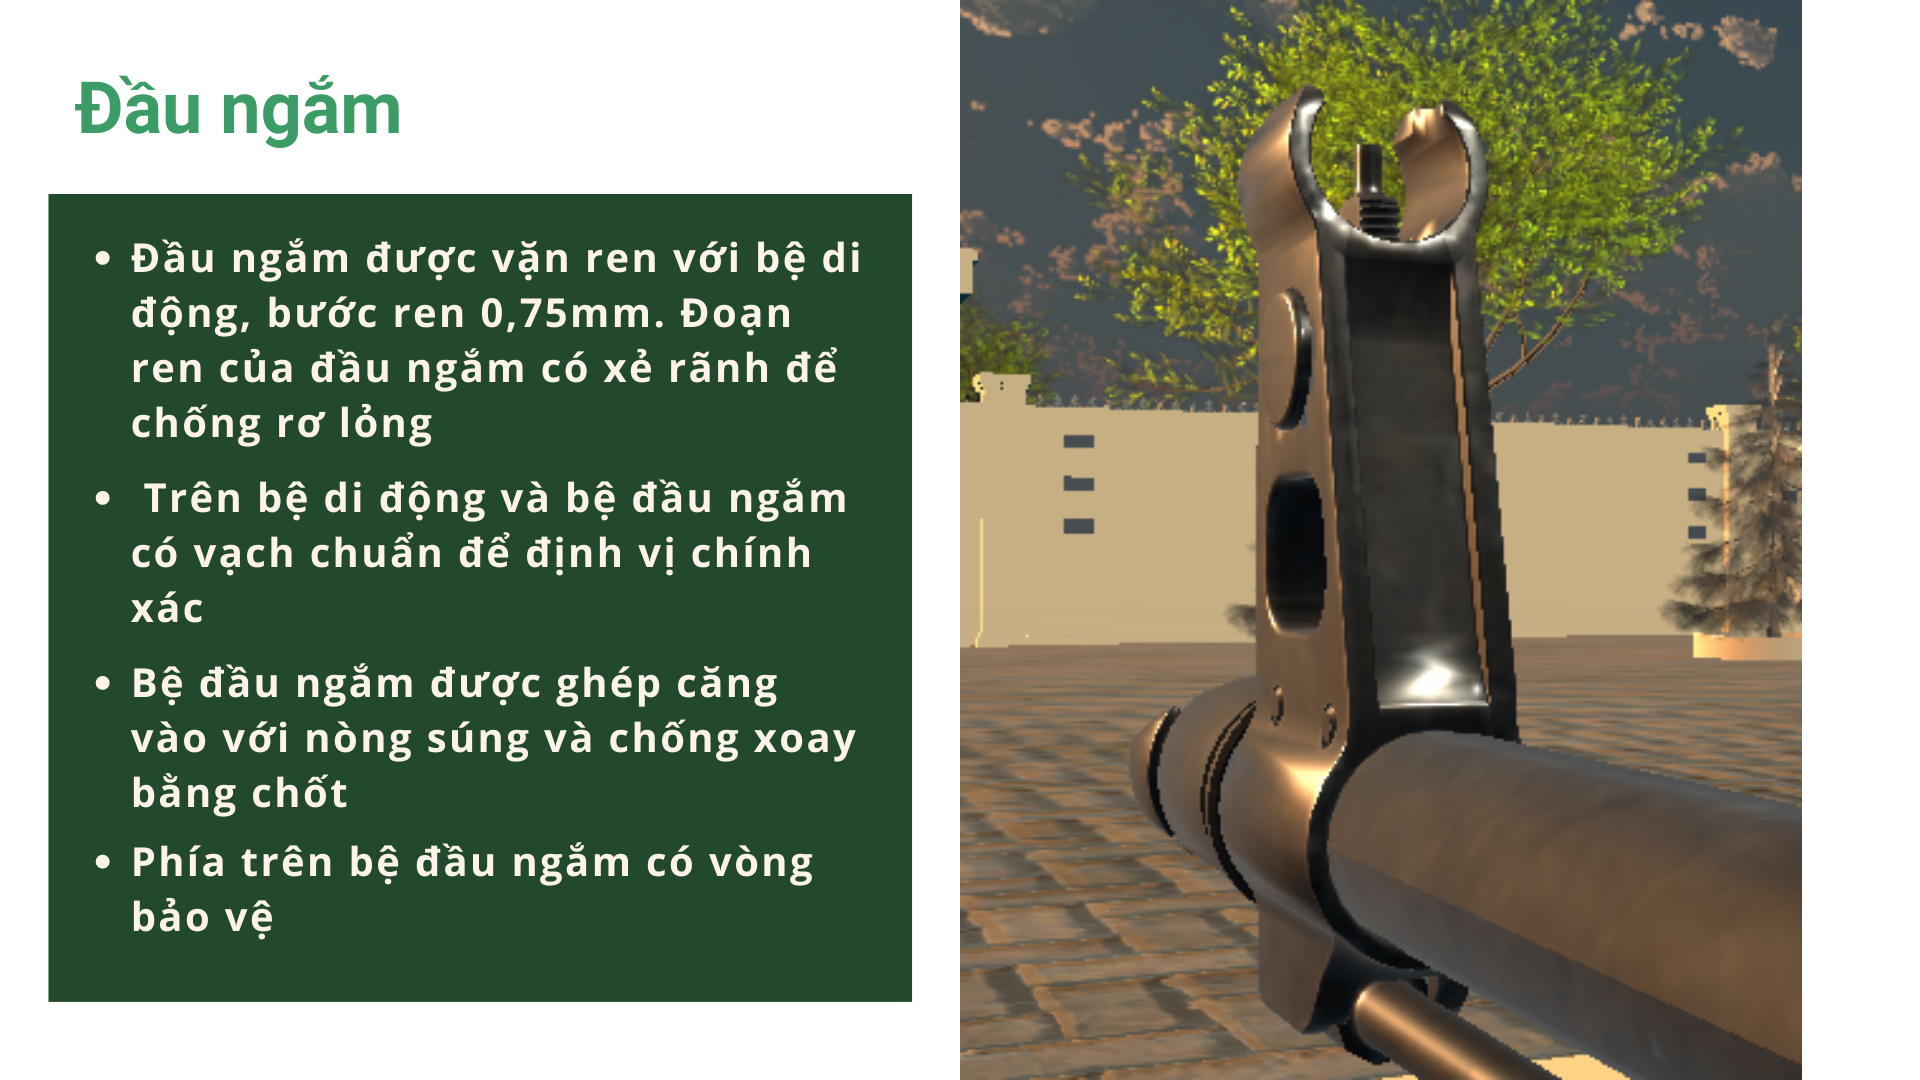 Đầu ngắm
Đầu ngắm được vặn ren với bệ di
động, bước ren 0,75mm. Đoạn
ren của đầu ngắm có xẻ rãnh để
chống rơ lỏng
Trên bệ di động và bệ đầu ngắm
có vạch chuẩn để định vị chính
xác
Bệ đầu ngắm được ghép căng
vào với nòng súng và chống xoay
bằng chốt
Phía trên bệ đầu ngắm có vòng
bảo vệ